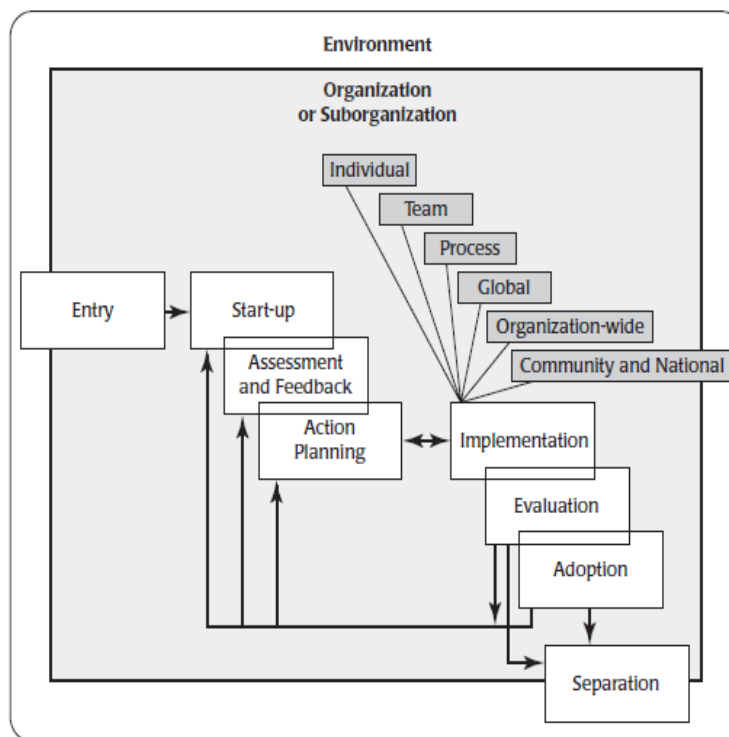 Environment
Organization
or Suborganization
Individual
Team
Process
Global
Organization-wide
Community and National
Entry
Start-up
Assessment
and Feedback
Action
Planning
Implementation
Evaluation
Adoption
Separation